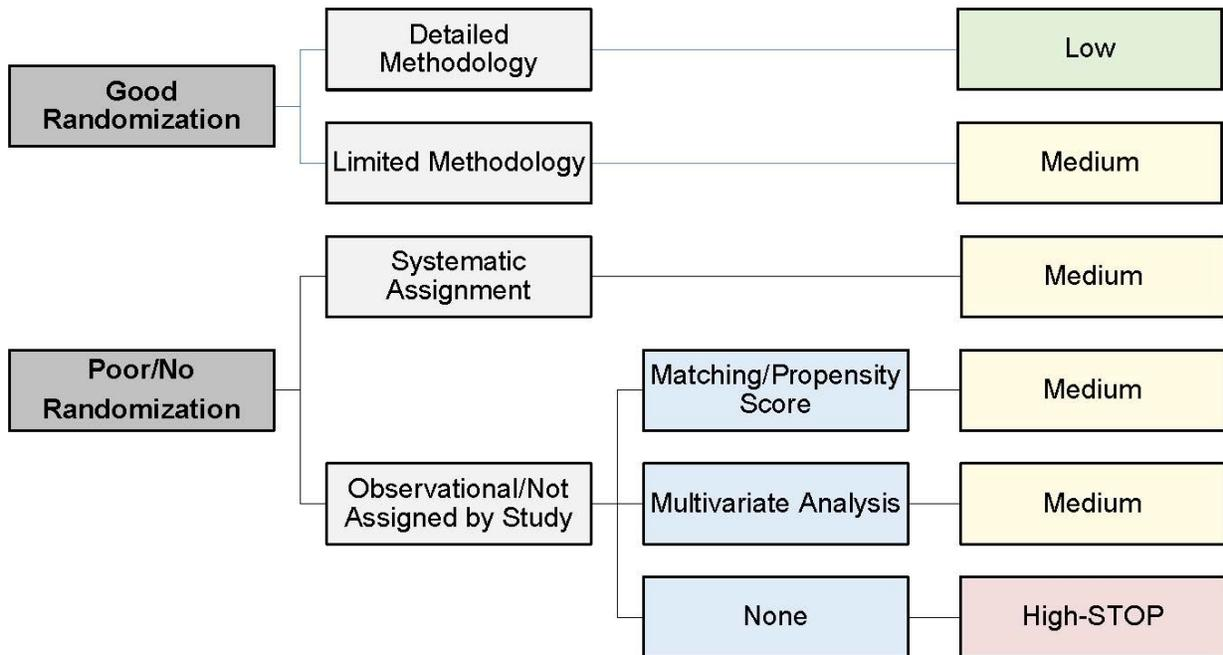 Good
Randomization
Detailed
Methodology
Low
Limited Methodology
Medium
Poor/No
Randomization
Systematic
Assignment
Medium
Observational/Not
Assigned by Study
Matching/Propensity
Score
Medium
Multivariate Analysis
Medium
None
High-STOP